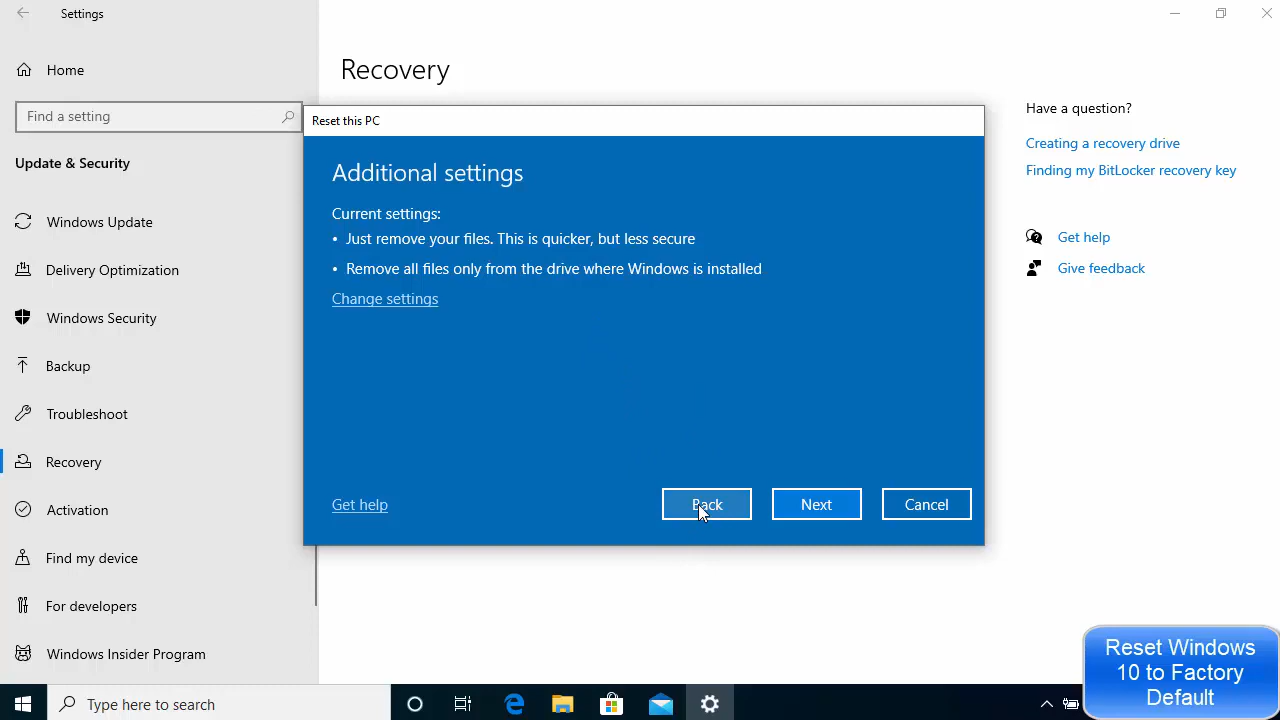 Settings
Home
Find a setting
Update & Security
Windows Update
Delivery Optimization
Windows Security
Backup
Troubleshoot
Recovery
Activation
Find my device
For developers
Windows Insider Program
Recovery
Reset this PC
Additional settings
Current settings:
• Just remove your files. This is quicker, but less secure
• Remove all files only from the drive where Windows is installed
Change settings
Get help
Back
Next
Cancel
Have a question?
Creating a recovery drive
Finding my BitLocker recovery key
Get help
Give feedback
Reset Windows
10 to Factory
Default
Type here to search